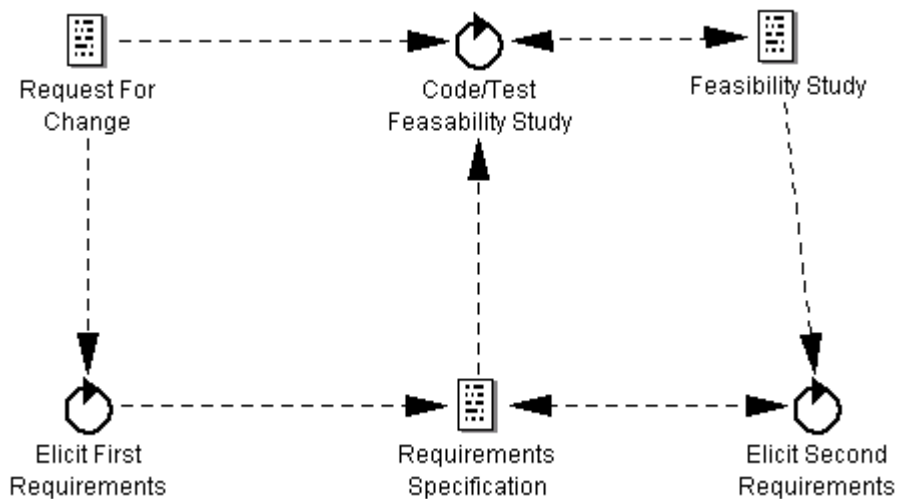 Request For
Change
Code/Test
Feasability Study
Feasibility Study
Elicit First
Requirements
Requirements
Specification
Elicit Second
Requirements